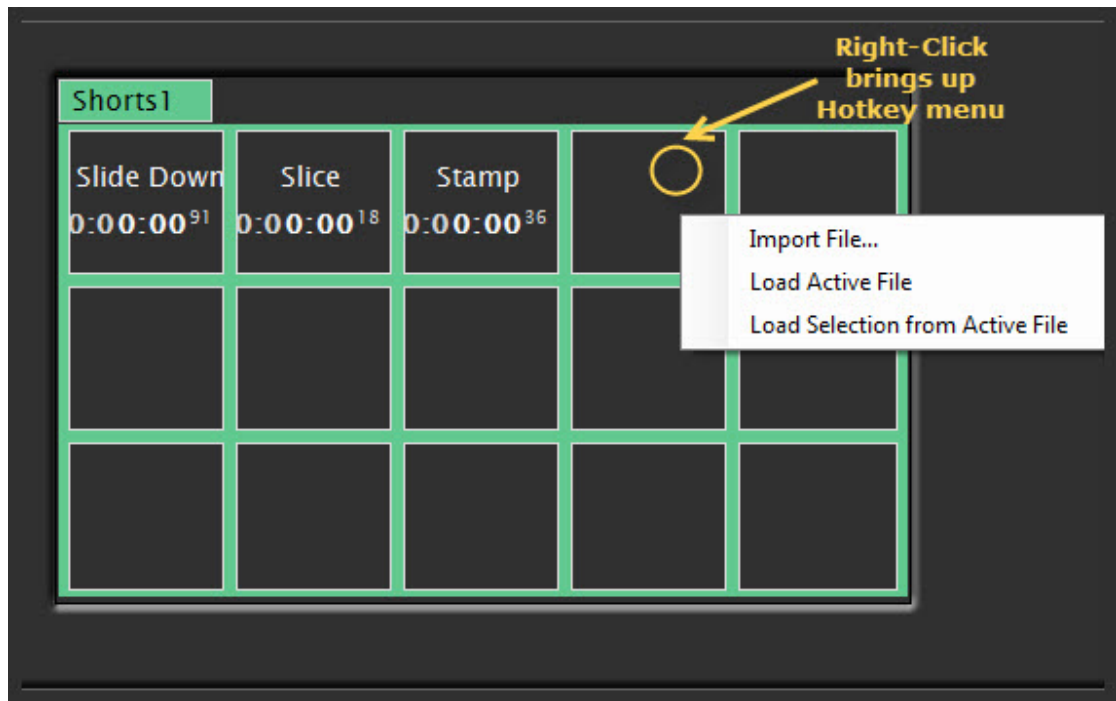 Right-Click
brings up
Hotkey menu
Shorts1
Slide Down Slice Stamp
0:00:00⁹¹ 0:00:00¹⁸ 0:00:00³⁶
Import File...
Load Active File
Load Selection from Active File